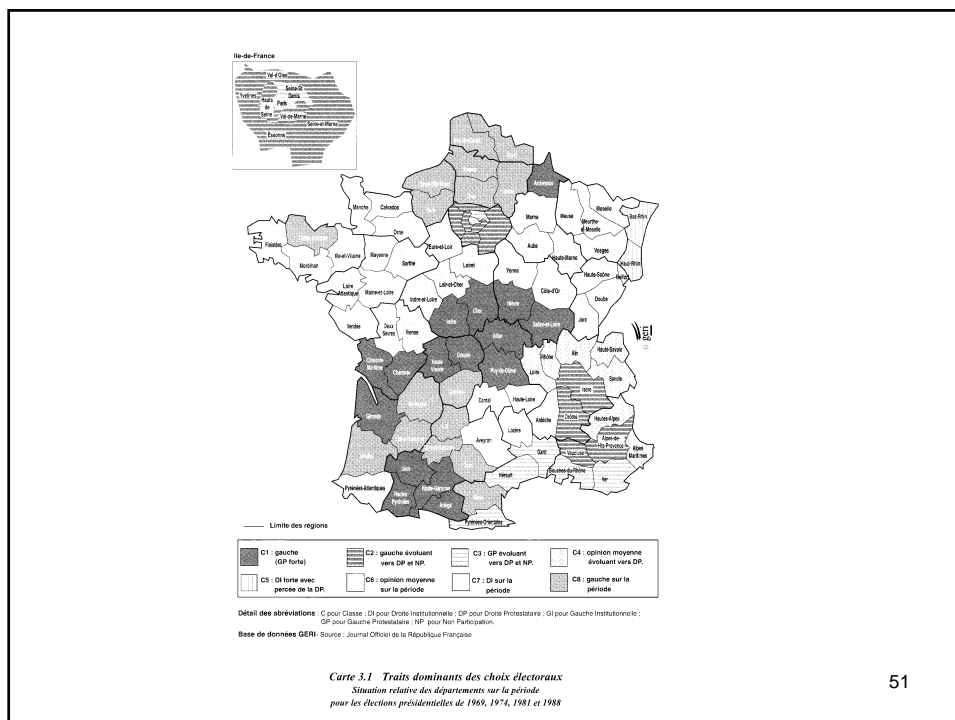 Ile-de-France
Val-d'Oise
Yvelines
Seine-St
Denis
Hauts
de
Seine
Paris
Val-de-Marne
Seine-et-Marne
Essonne
Ardennes
Manche
Calvados
Orne
Marne
Meuse
Moselle
Meurthe-
et-Moselle
Bas-Rhin
Finistère
Morbihan
Ille-et-Vilaine
Mayenne
Sarthe
Eure-et-Loir
Aube
Haute-Marne
Vosges
Haut-Rhin
Loire
Atlantique
Maine-et-Loire
Indre-et-Loire
Loir-et-Cher
Loiret
Yonne
Côte-d'Or
Haute-Saône
Belfort
Doubs
Jura
Vendée
Deux
Sèvres
Vienne
Indre
Cher
Nièvre
Saône-et-Loire
Allier
Creuse
Haute
Vienne
Charente
Maritime
Charente
Puy-de-Dôme
Loire
Rhône
Ain
Haute-Savoie
Savoie
Isère
Gironde
Cantal
Haute-Loire
Ardèche
Drôme
Hautes-Alpes
Alpes-de-
Hte-Provence
Alpes
Maritimes
Aveyron
Lozère
Gard
Vaucluse
Bouches-du-Rhône
Var
Hérault
Gers
Haute-Garonne
Hautes
Pyrénées
Ariège
Pyrénées-Atlantiques
Pyrénées-Orientales
© geri
Limite des régions
C1 : gauche
(GP forte)
C2 : gauche évoluant
vers DP et NP.
C3 : GP évoluant
vers DP et NP.
C4 : opinion moyenne
évoluant vers DP.
C5 : DI forte avec
percée de la DP.
C6 : opinion moyenne
sur la période
C7 : DI sur la
période
C8 : gauche sur la
période
Détail des abréviations : C pour Classe ; DI pour Droite Institutionnelle ; DP pour Droite Protestataire ; GI pour Gauche Institutionnelle ;
GP pour Gauche Protestataire ; NP pour Non Participation.
Base de données GERI- Source : Journal Officiel de la République Française
Carte 3.1 Traits dominants des choix électoraux
Situation relative des départements sur la période
pour les élections présidentielles de 1969, 1974, 1981 et 1988
51